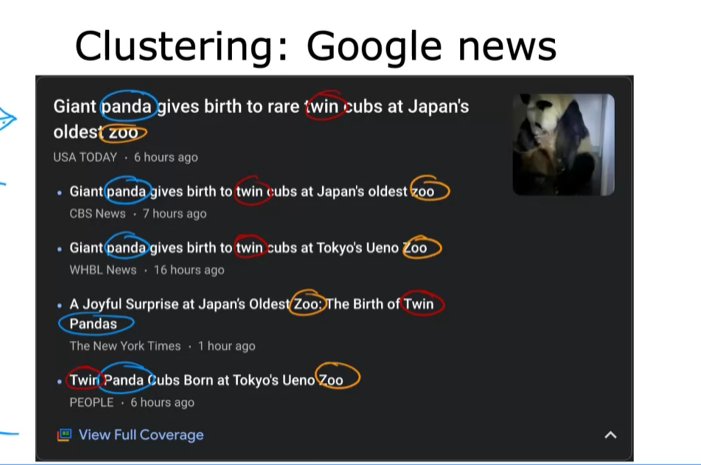 Clustering: Google news
Giant panda gives birth to rare twin cubs at Japan's
oldest zoo
USA TODAY · 6 hours ago
• Giant panda gives birth to twin cubs at Japan's oldest zoo
CBS News · 7 hours ago
• Giant panda gives birth to twin cubs at Tokyo's Ueno Zoo
WHBL News · 16 hours ago
• A Joyful Surprise at Japan's Oldest Zoo: The Birth of Twin
Pandas
The New York Times · 1 hour ago
• Twin Panda Cubs Born at Tokyo's Ueno Zoo
PEOPLE · 6 hours ago
View Full Coverage